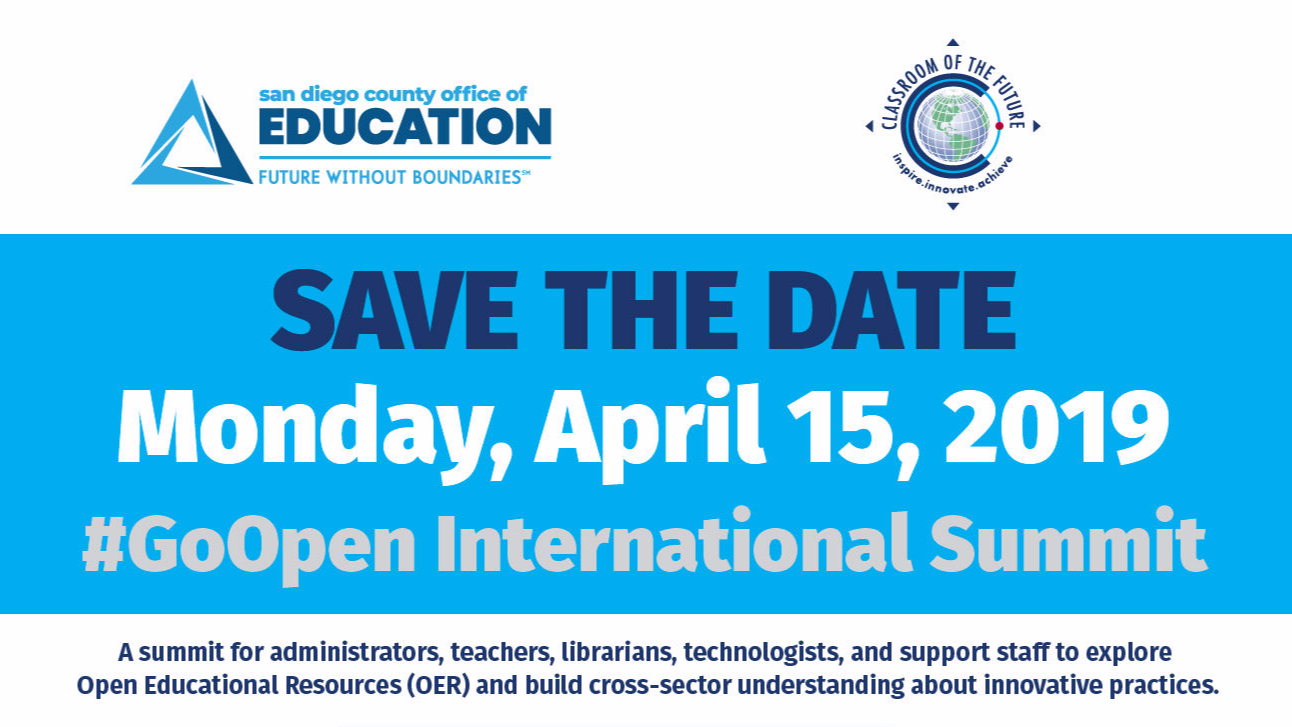 san diego county office of
EDUCATION
FUTURE WITHOUT BOUNDARIES℠
CLASSROOM OF THE FUTURE
inspire.innovate.achieve
SAVE THE DATE
Monday, April 15, 2019
#GoOpen International Summit
A summit for administrators, teachers, librarians, technologists, and support staff to explore
Open Educational Resources (OER) and build cross-sector understanding about innovative practices.